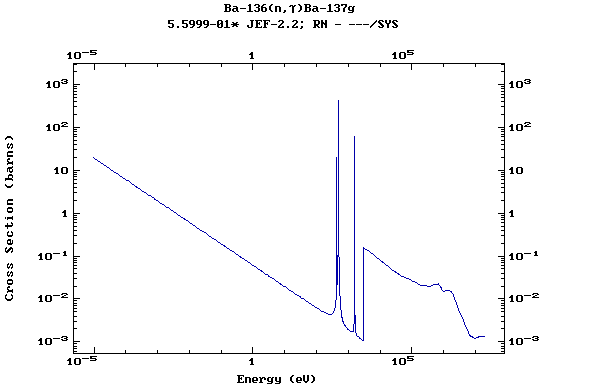 Ba-136(n,γ)Ba-137g
5.5999-01* JEF-2.2; RN - ---/SYS
10⁻⁵ 1 10⁵
10³ 10³
10² 10²
10 10
1 1
10⁻¹ 10⁻¹
10⁻² 10⁻²
10⁻³ 10⁻³
10⁻⁵ 1 10⁵
Cross Section (barns)
Energy (eV)